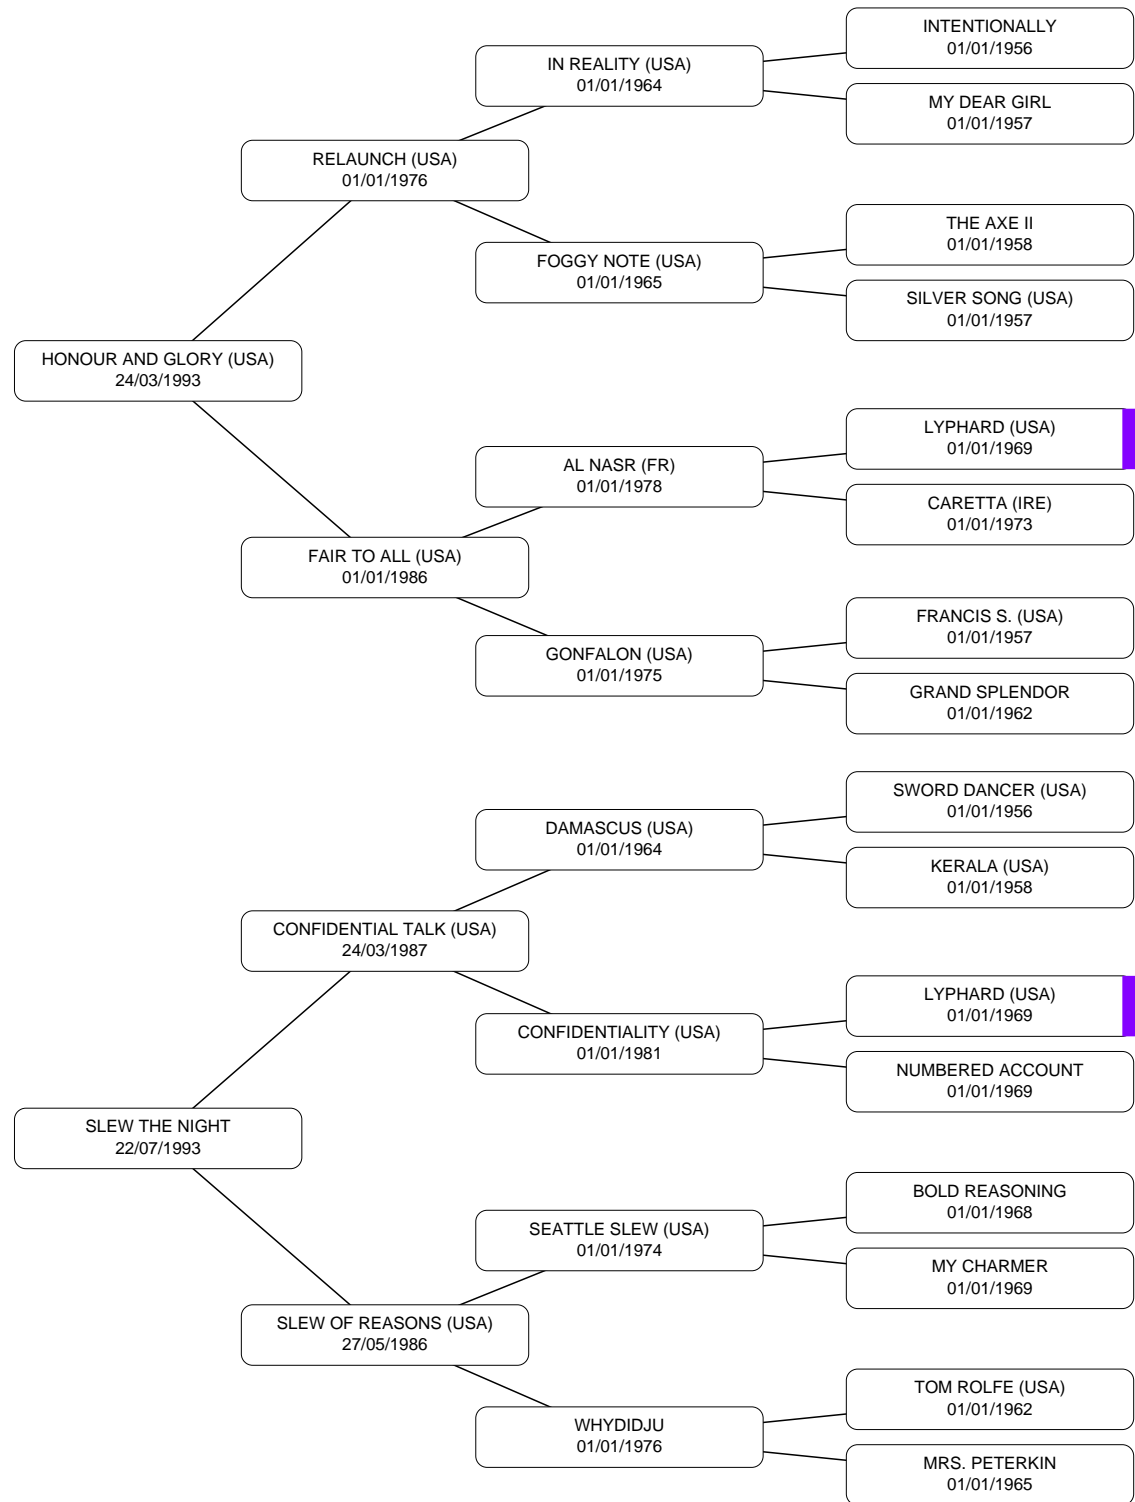 INTENTIONALLY
01/01/1956
IN REALITY (USA)
01/01/1964
MY DEAR GIRL
01/01/1957
RELAUNCH (USA)
01/01/1976
THE AXE II
01/01/1958
FOGGY NOTE (USA)
01/01/1965
SILVER SONG (USA)
01/01/1957
HONOUR AND GLORY (USA)
24/03/1993
LYPHARD (USA)
01/01/1969
AL NASR (FR)
01/01/1978
CARETTA (IRE)
01/01/1973
FAIR TO ALL (USA)
01/01/1986
FRANCIS S. (USA)
01/01/1957
GONFALON (USA)
01/01/1975
GRAND SPLENDOR
01/01/1962
SWORD DANCER (USA)
01/01/1956
DAMASCUS (USA)
01/01/1964
KERALA (USA)
01/01/1958
CONFIDENTIAL TALK (USA)
24/03/1987
LYPHARD (USA)
01/01/1969
CONFIDENTIALITY (USA)
01/01/1981
NUMBERED ACCOUNT
01/01/1969
SLEW THE NIGHT
22/07/1993
BOLD REASONING
01/01/1968
SEATTLE SLEW (USA)
01/01/1974
MY CHARMER
01/01/1969
SLEW OF REASONS (USA)
27/05/1986
TOM ROLFE (USA)
01/01/1962
WHYDIDJU
01/01/1976
MRS. PETERKIN
01/01/1965